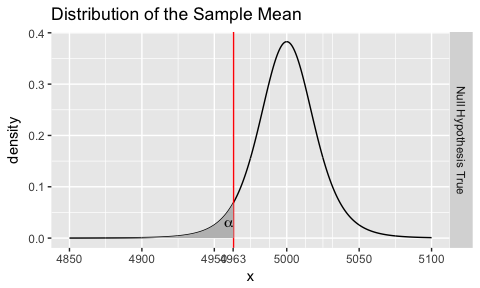 Distribution of the Sample Mean
0.4
0.3
0.2
0.1
0.0
density
α
Null Hypothesis True
4850
4900
4950
4963
5000
5050
5100
x